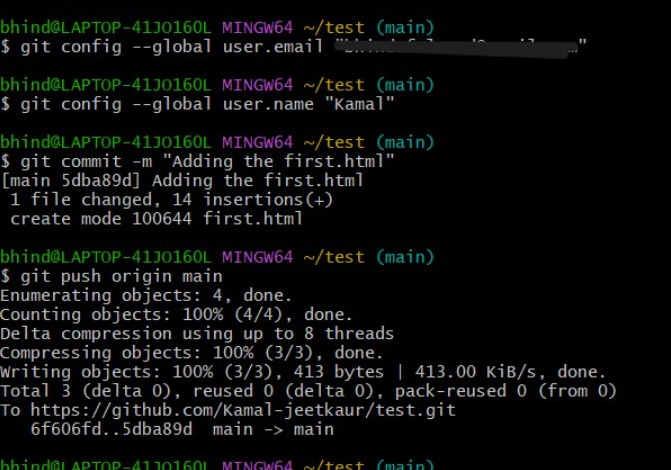 bhind@LAPTOP-41JO160L MINGW64 ~/test (main)
$ git config --global user.email
bhind@LAPTOP-41JO160L MINGW64 ~/test (main)
$ git config --global user.name "Kamal"
bhind@LAPTOP-41JO160L MINGW64 ~/test (main)
$ git commit -m "Adding the first.html"
[main 5dba89d] Adding the first.html
 1 file changed, 14 insertions(+)
 create mode 100644 first.html
bhind@LAPTOP-41JO160L MINGW64 ~/test (main)
$ git push origin main
Enumerating objects: 4, done.
Counting objects: 100% (4/4), done.
Delta compression using up to 8 threads
Compressing objects: 100% (3/3), done.
Writing objects: 100% (3/3), 413 bytes | 413.00 KiB/s, done.
Total 3 (delta 0), reused 0 (delta 0), pack-reused 0 (from 0)
To https://github.com/Kamal-jeetkaur/test.git
   6f606fd..5dba89d  main -> main
bhind@LAPTOP-41JO160L MINGW64 ~/test (main)